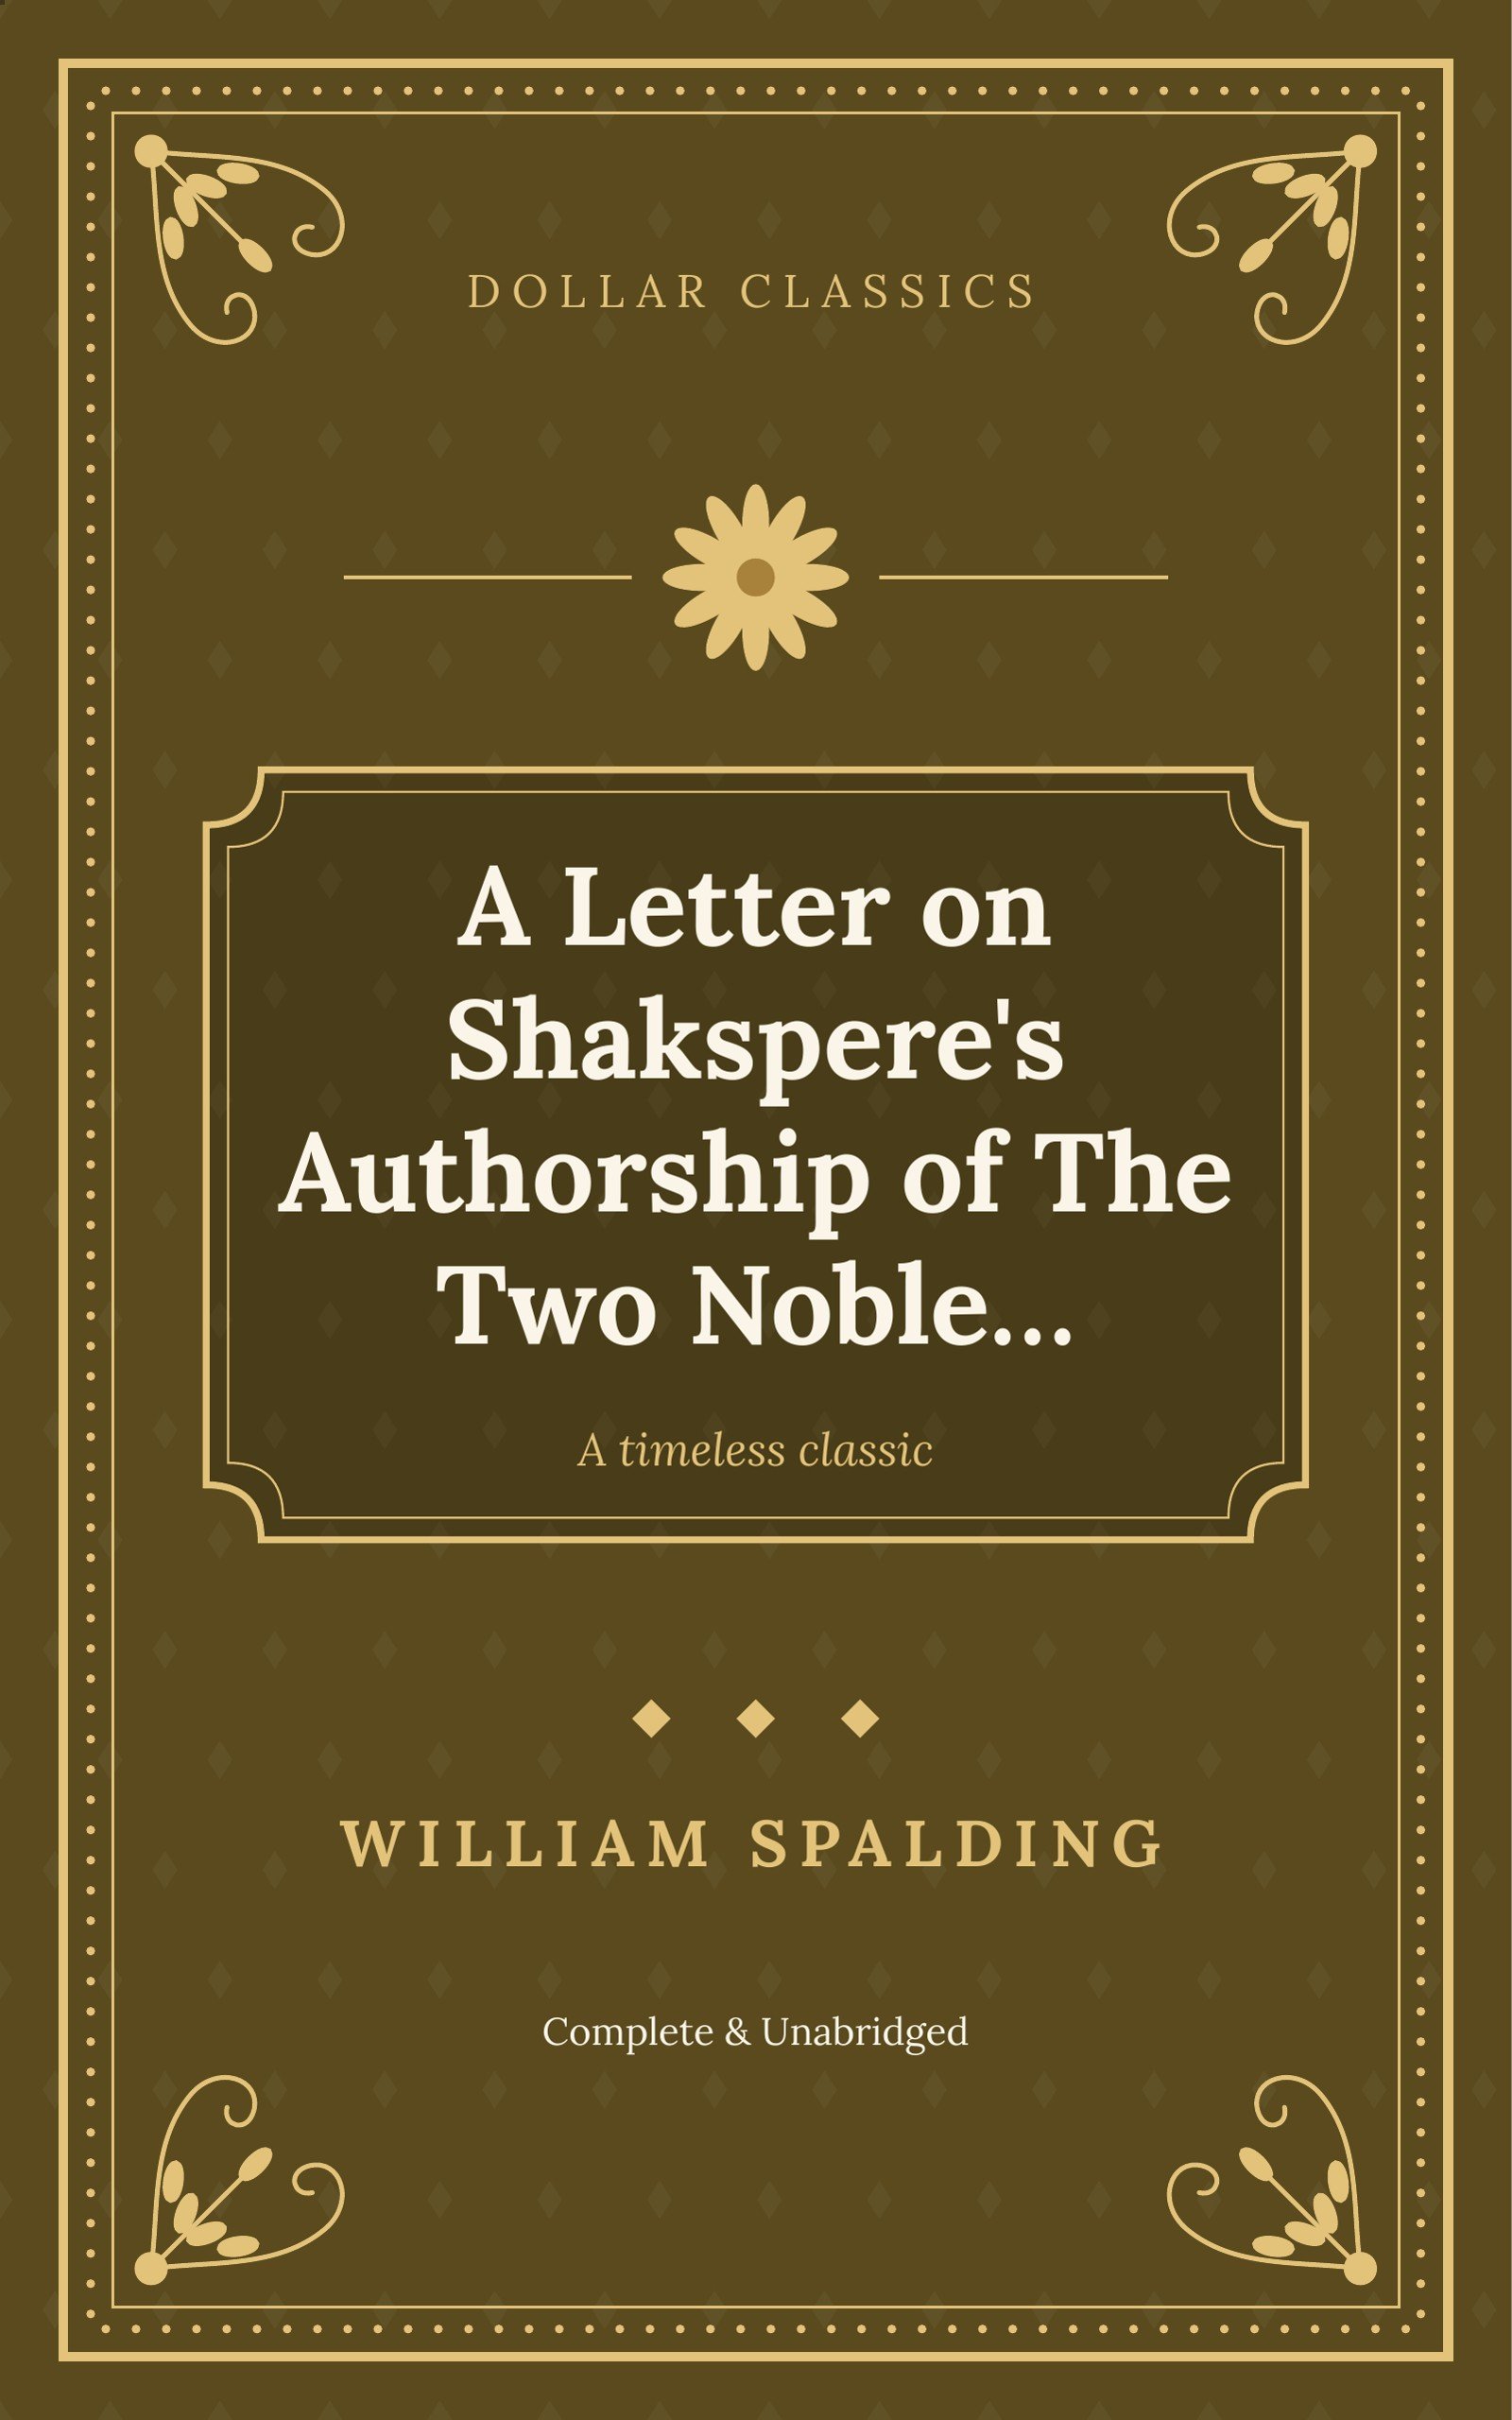 DOLLAR CLASSICS
A Letter on
Shakspere's
Authorship of The
Two Noble...
A timeless classic
WILLIAM SPALDING
Complete & Unabridged